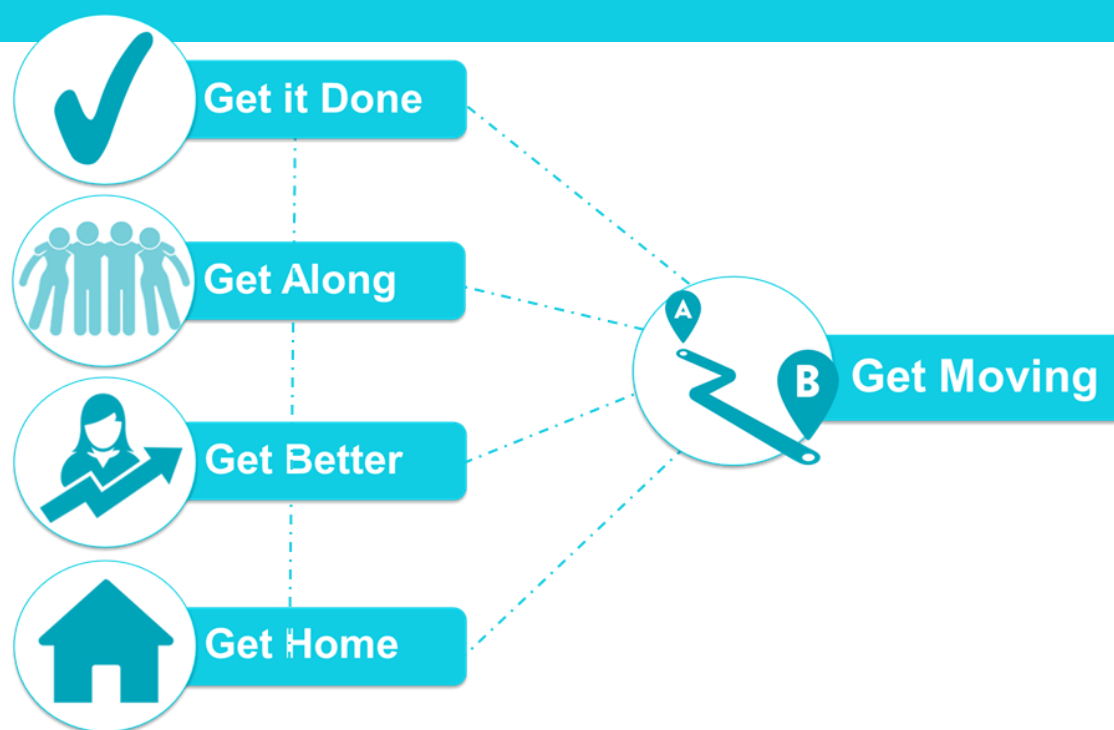 Get it Done
Get Along
A
B
Get Moving
Get Better
Get Home